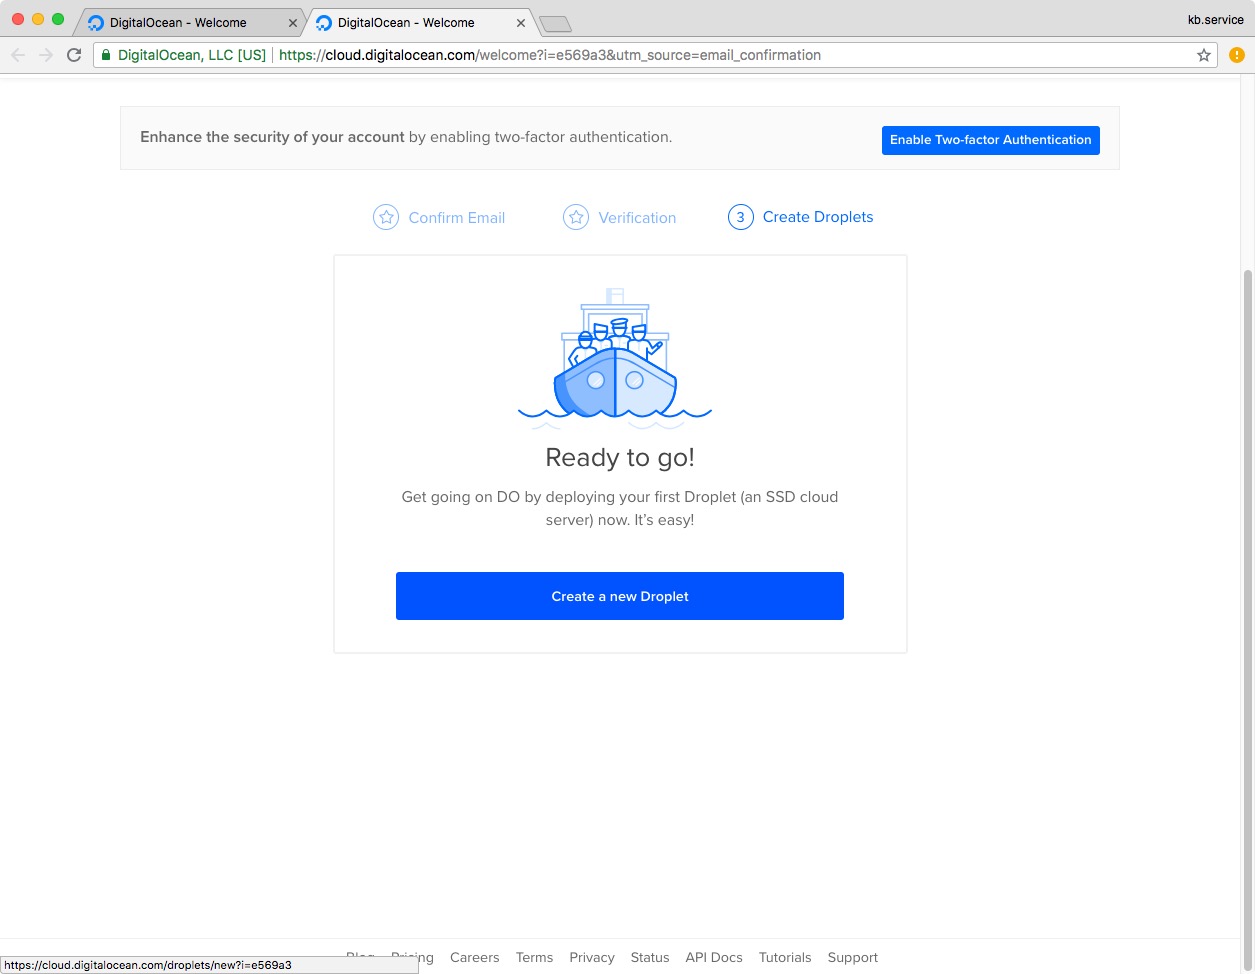 DigitalOcean - Welcome
DigitalOcean - Welcome
kb.service
DigitalOcean, LLC [US] https://cloud.digitalocean.com/welcome?i=e569a3&utm_source=email_confirmation
Enhance the security of your account by enabling two-factor authentication.
Enable Two-factor Authentication
Confirm Email
Verification
3 Create Droplets
Ready to go!
Get going on DO by deploying your first Droplet (an SSD cloud
server) now. It's easy!
Create a new Droplet
Blog Pricing Careers Terms Privacy Status API Docs Tutorials Support
https://cloud.digitalocean.com/droplets/new?i=e569a3